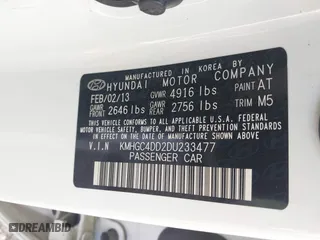 MANUFACTURED IN KOREA BY
HYUNDAI MOTOR COMPANY
FEB/02/13 GVWR 4916 lbs PAINT AT
GAWR FRONT 2646 lbs GAWR REAR 2756 lbs TRIM M5
THIS VEHICLE CONFORMS TO ALL APPLICABLE
FEDERAL MOTOR VEHICLE SAFETY, BUMPER, AND
THEFT PREVENTION STANDARDS IN EFFECT ON
THE DATE OF MANUFACTURE SHOWN ABOVE.
V.I.N KMHGC4DD2DU233477
PASSENGER CAR
DREAMBID